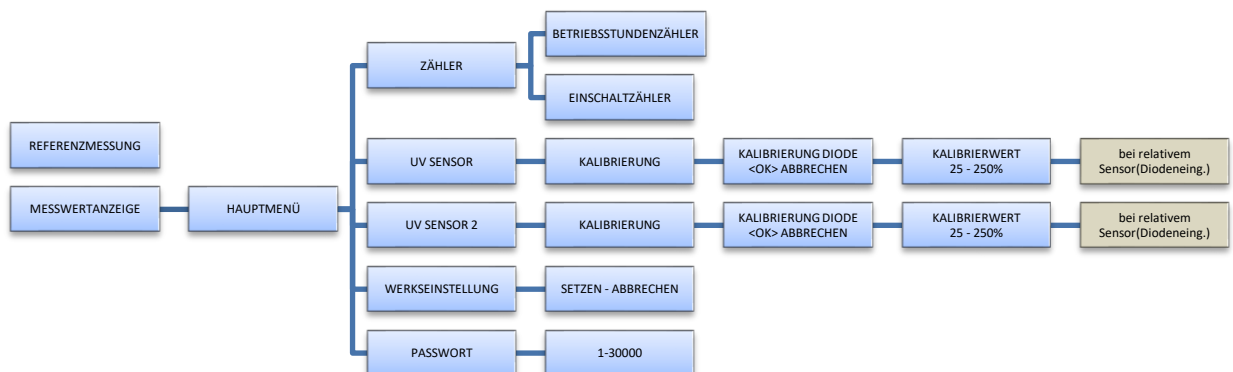 BETRIEBSSTUNDENZÄHLER
ZÄHLER
EINSCHALTZÄHLER
REFERENZMESSUNG
UV SENSOR
KALIBRIERUNG
KALIBRIERUNG DIODE
<OK> ABBRECHEN
KALIBRIERWERT
25 - 250%
bei relativem
Sensor(Diodeneing.)
MESSWERTANZEIGE
HAUPTMENÜ
UV SENSOR 2
KALIBRIERUNG
KALIBRIERUNG DIODE
<OK> ABBRECHEN
KALIBRIERWERT
25 - 250%
bei relativem
Sensor(Diodeneing.)
WERKSEINSTELLUNG
SETZEN - ABBRECHEN
PASSWORT
1-30000